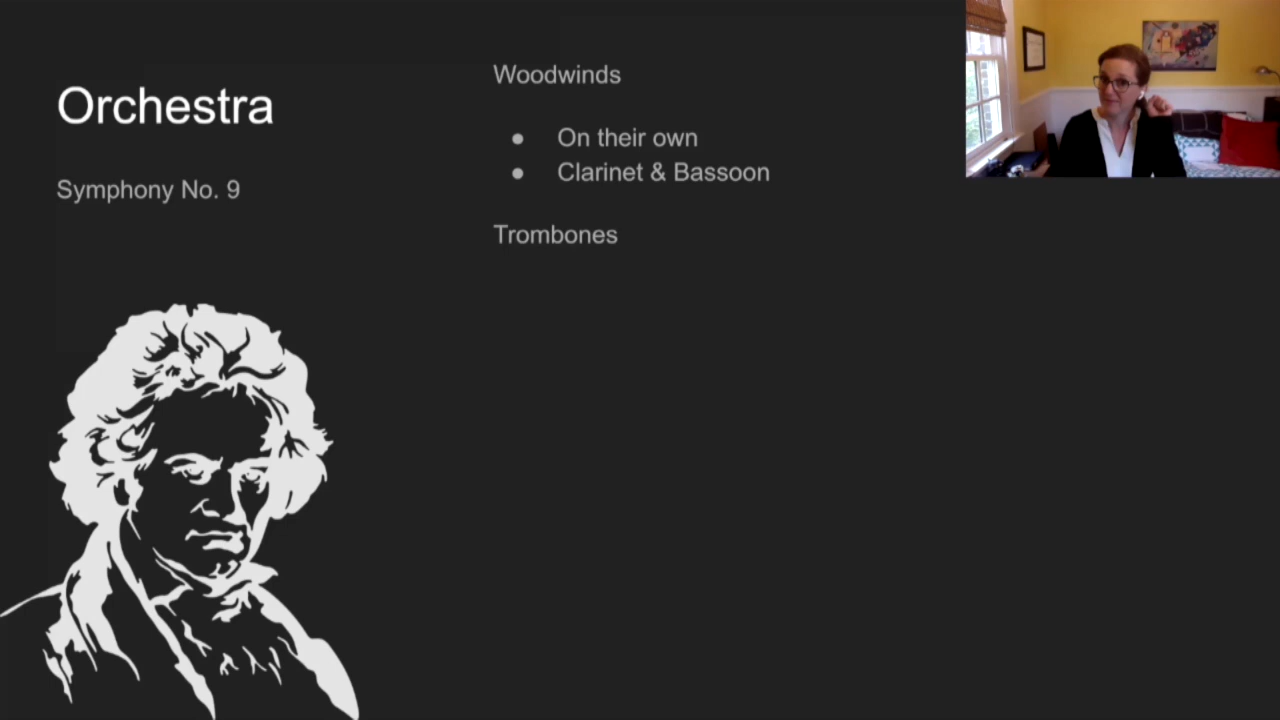 Orchestra
Symphony No. 9
Woodwinds
● On their own
● Clarinet & Bassoon
Trombones